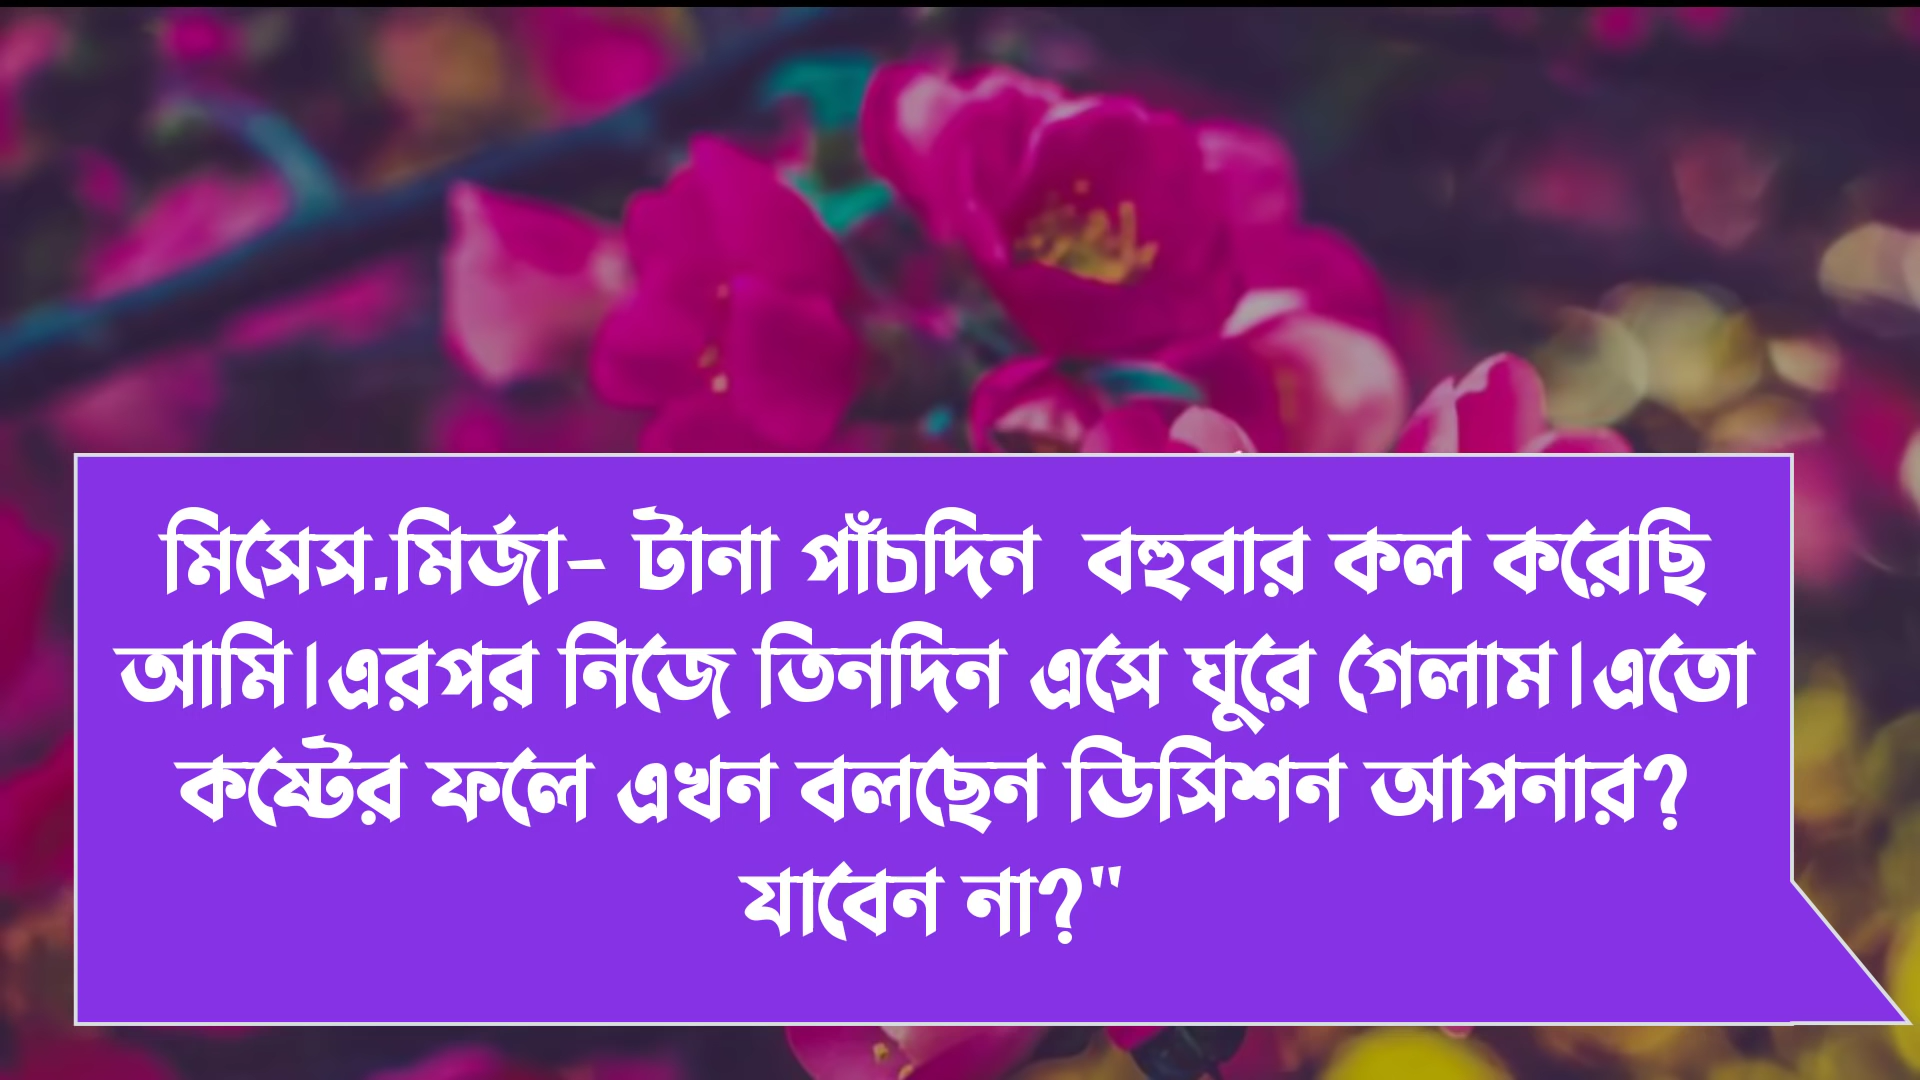 মিসেস.মির্জা- টানা পাঁচদিন  বহুবার কল করেছি
আমি।এরপর নিজে তিনদিন এসে ঘুরে গেলাম।এতো
কষ্টের ফলে এখন বলছেন ডিসিশন আপনার?
যাবেন না?"